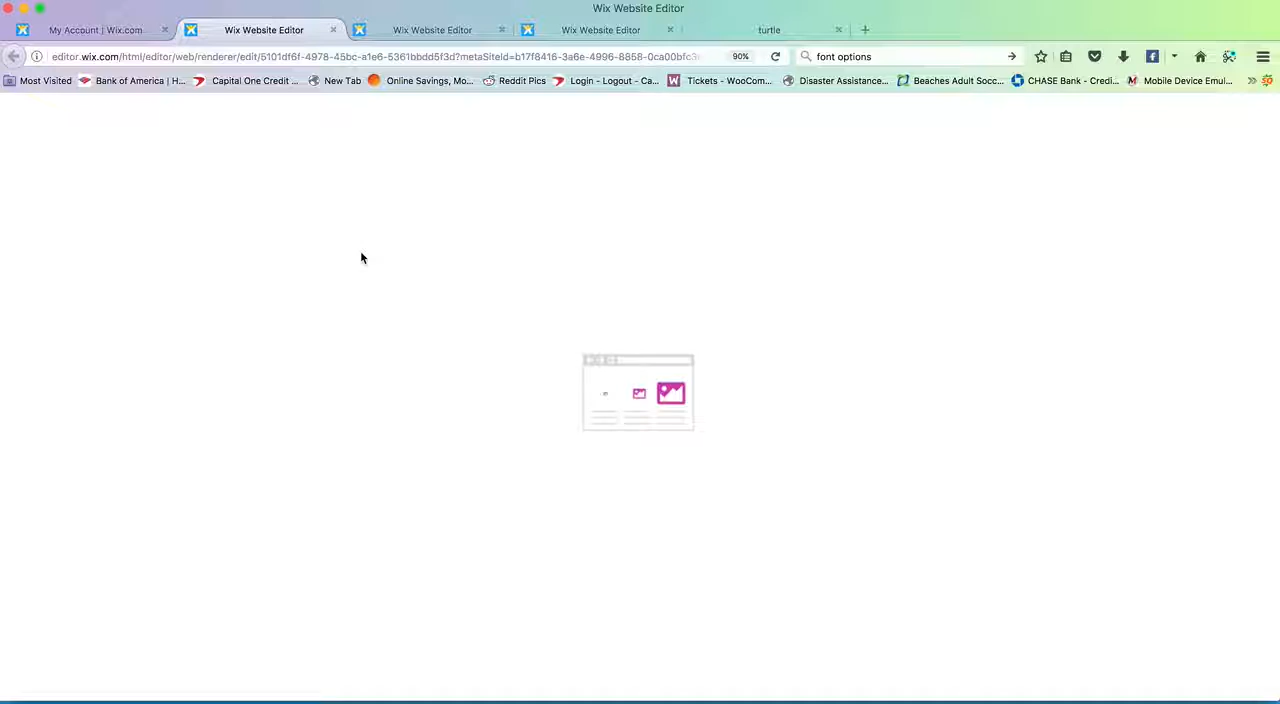 Wix Website Editor
My Account | Wix.com
Wix Website Editor
Wix Website Editor
Wix Website Editor
turtle
editor.wix.com/html/editor/web/renderer/edit/5101df6f-4978-45bc-a1e6-5361bbdd5f3d?metaSiteId=b17f8416-3a6e-4996-8858-0ca00bfc3
90%
font options
Most Visited
Bank of America | H...
Capital One Credit ...
New Tab
Online Savings, Mo...
Reddit Pics
Login - Logout - Ca...
Tickets - WooCom...
Disaster Assistance...
Beaches Adult Socc...
CHASE Bank - Credi...
Mobile Device Emul...